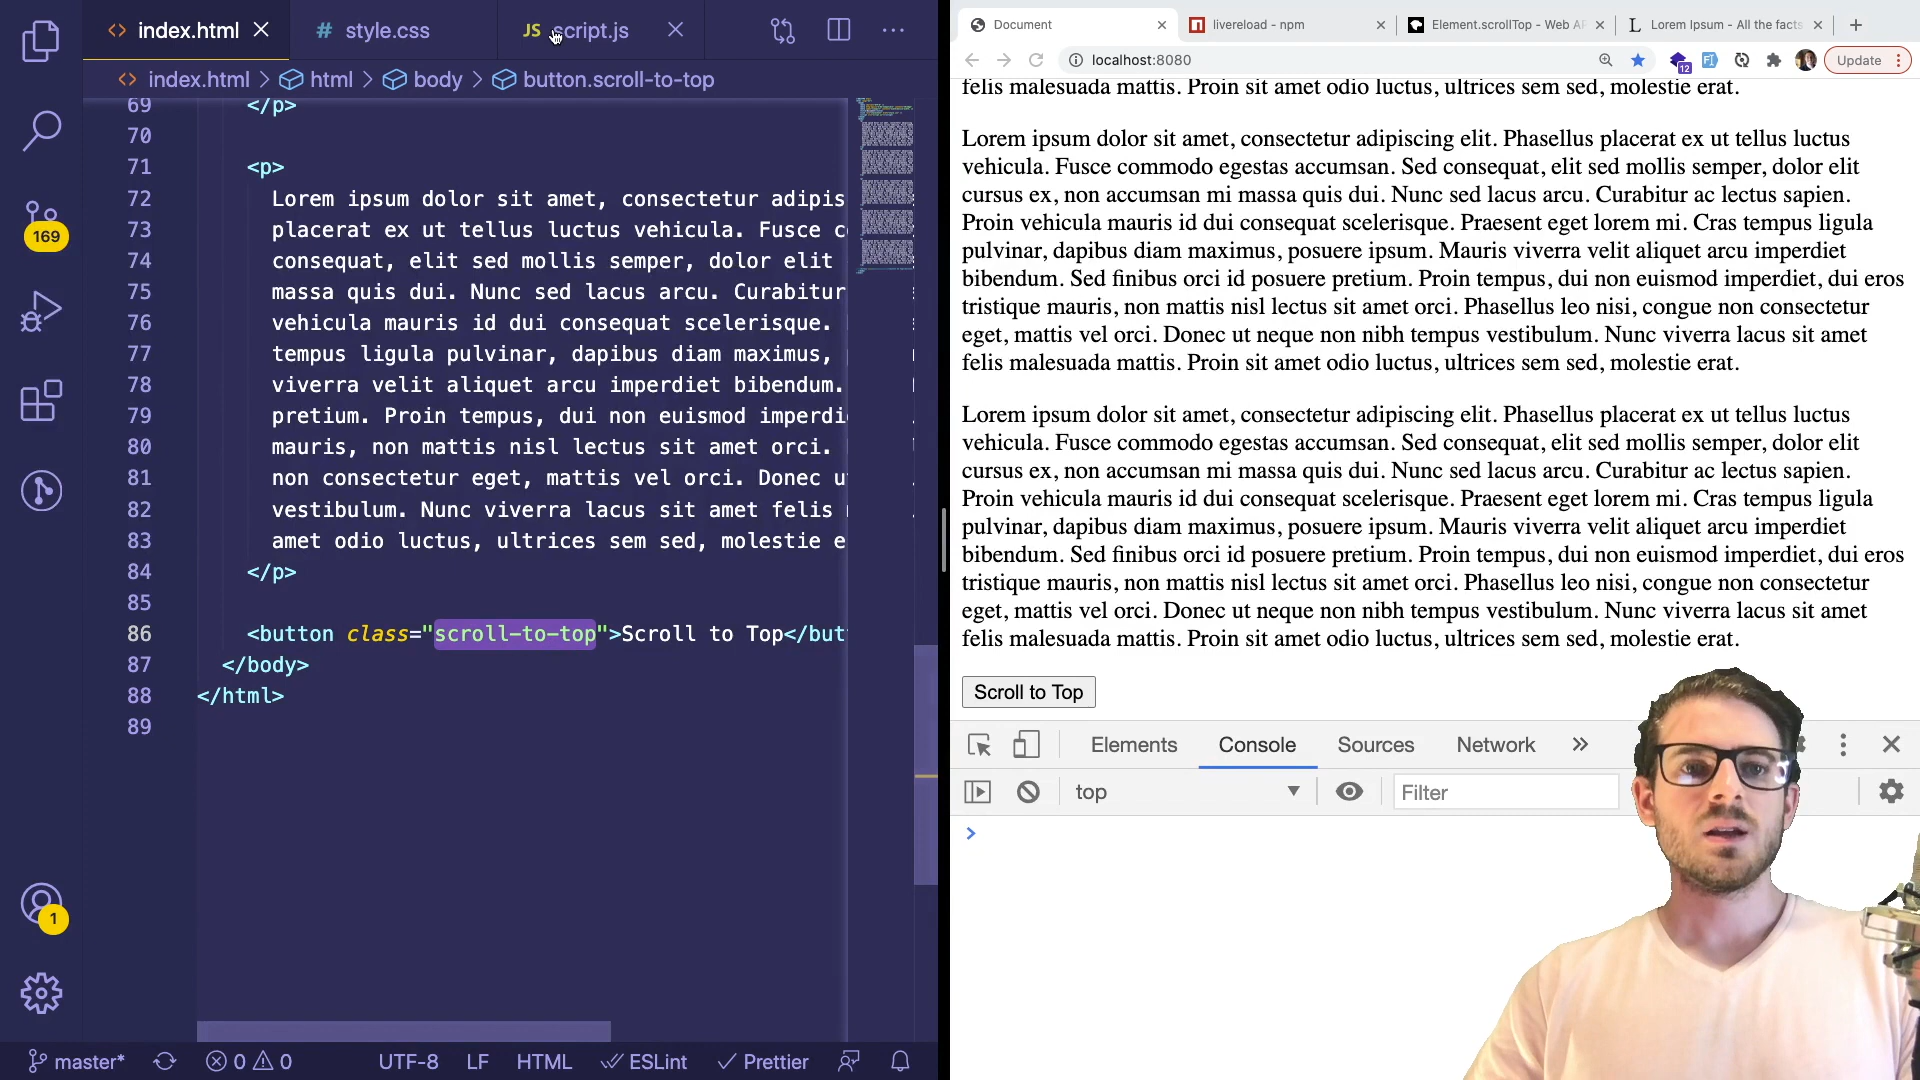 index.html
style.css
JS script.js
index.html > html > body > button.scroll-to-top
69 </p>
70
71 <p>
72 Lorem ipsum dolor sit amet, consectetur adipis
73 placerat ex ut tellus luctus vehicula. Fusce c
74 consequat, elit sed mollis semper, dolor elit
75 massa quis dui. Nunc sed lacus arcu. Curabitur
76 vehicula mauris id dui consequat scelerisque.
77 tempus ligula pulvinar, dapibus diam maximus,
78 viverra velit aliquet arcu imperdiet bibendum.
79 pretium. Proin tempus, dui non euismod imperdi
80 mauris, non mattis nisl lectus sit amet orci.
81 non consectetur eget, mattis vel orci. Donec u
82 vestibulum. Nunc viverra lacus sit amet felis
83 amet odio luctus, ultrices sem sed, molestie e
84 </p>
85
86 <button class="scroll-to-top">Scroll to Top</but
87 </body>
88 </html>
89
169
1
master* 0 0 UTF-8 LF HTML ESLint Prettier
Document
livereload - npm
Element.scrollTop - Web AP
Lorem Ipsum - All the facts
localhost:8080
12
Update
felis malesuada mattis. Proin sit amet odio luctus, ultrices sem sed, molestie erat.
Lorem ipsum dolor sit amet, consectetur adipiscing elit. Phasellus placerat ex ut tellus luctus
vehicula. Fusce commodo egestas accumsan. Sed consequat, elit sed mollis semper, dolor elit
cursus ex, non accumsan mi massa quis dui. Nunc sed lacus arcu. Curabitur ac lectus sapien.
Proin vehicula mauris id dui consequat scelerisque. Praesent eget lorem mi. Cras tempus ligula
pulvinar, dapibus diam maximus, posuere ipsum. Mauris viverra velit aliquet arcu imperdiet
bibendum. Sed finibus orci id posuere pretium. Proin tempus, dui non euismod imperdiet, dui eros
tristique mauris, non mattis nisl lectus sit amet orci. Phasellus leo nisi, congue non consectetur
eget, mattis vel orci. Donec ut neque non nibh tempus vestibulum. Nunc viverra lacus sit amet
felis malesuada mattis. Proin sit amet odio luctus, ultrices sem sed, molestie erat.
Lorem ipsum dolor sit amet, consectetur adipiscing elit. Phasellus placerat ex ut tellus luctus
vehicula. Fusce commodo egestas accumsan. Sed consequat, elit sed mollis semper, dolor elit
cursus ex, non accumsan mi massa quis dui. Nunc sed lacus arcu. Curabitur ac lectus sapien.
Proin vehicula mauris id dui consequat scelerisque. Praesent eget lorem mi. Cras tempus ligula
pulvinar, dapibus diam maximus, posuere ipsum. Mauris viverra velit aliquet arcu imperdiet
bibendum. Sed finibus orci id posuere pretium. Proin tempus, dui non euismod imperdiet, dui eros
tristique mauris, non mattis nisl lectus sit amet orci. Phasellus leo nisi, congue non consectetur
eget, mattis vel orci. Donec ut neque non nibh tempus vestibulum. Nunc viverra lacus sit amet
felis malesuada mattis. Proin sit amet odio luctus, ultrices sem sed, molestie erat.
Scroll to Top
Elements Console Sources Network
top Filter